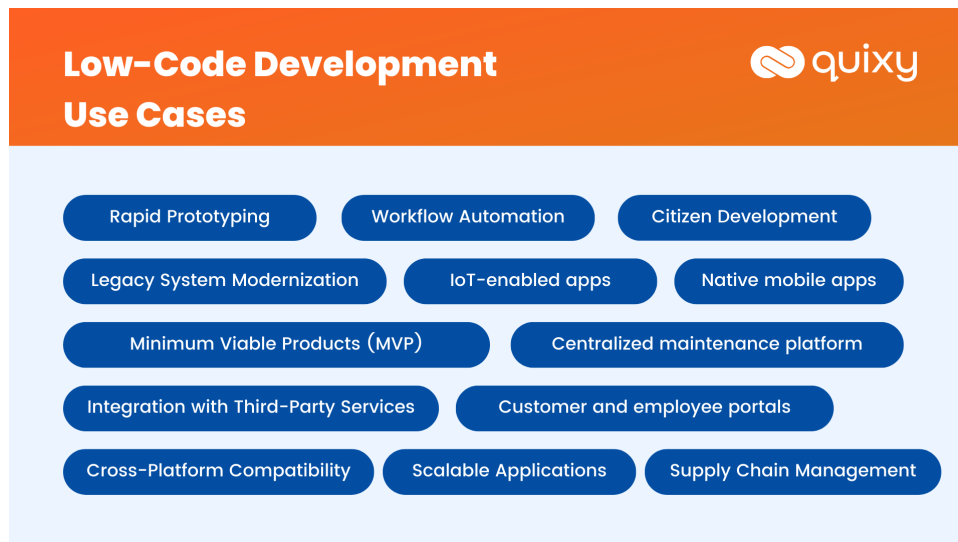 Low-Code Development
Use Cases
quixy
Rapid Prototyping
Workflow Automation
Citizen Development
Legacy System Modernization
IoT-enabled apps
Native mobile apps
Minimum Viable Products (MVP)
Centralized maintenance platform
Integration with Third-Party Services
Customer and employee portals
Cross-Platform Compatibility
Scalable Applications
Supply Chain Management